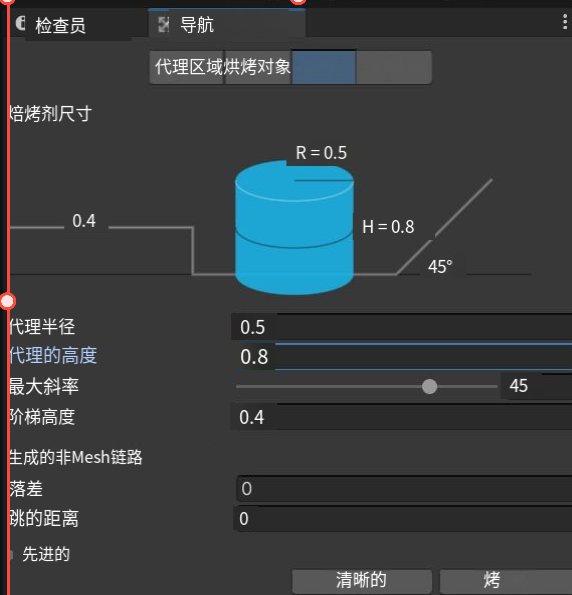 检查员 导航
代理区域烘烤对象
焙烤剂尺寸
R = 0.5
0.4
H = 0.8
45°
代理半径 0.5
代理的高度 0.8
最大斜率 45
阶梯高度 0.4
生成的非Mesh链路
落差 0
跳的距离 0
先进的
清晰的 烤